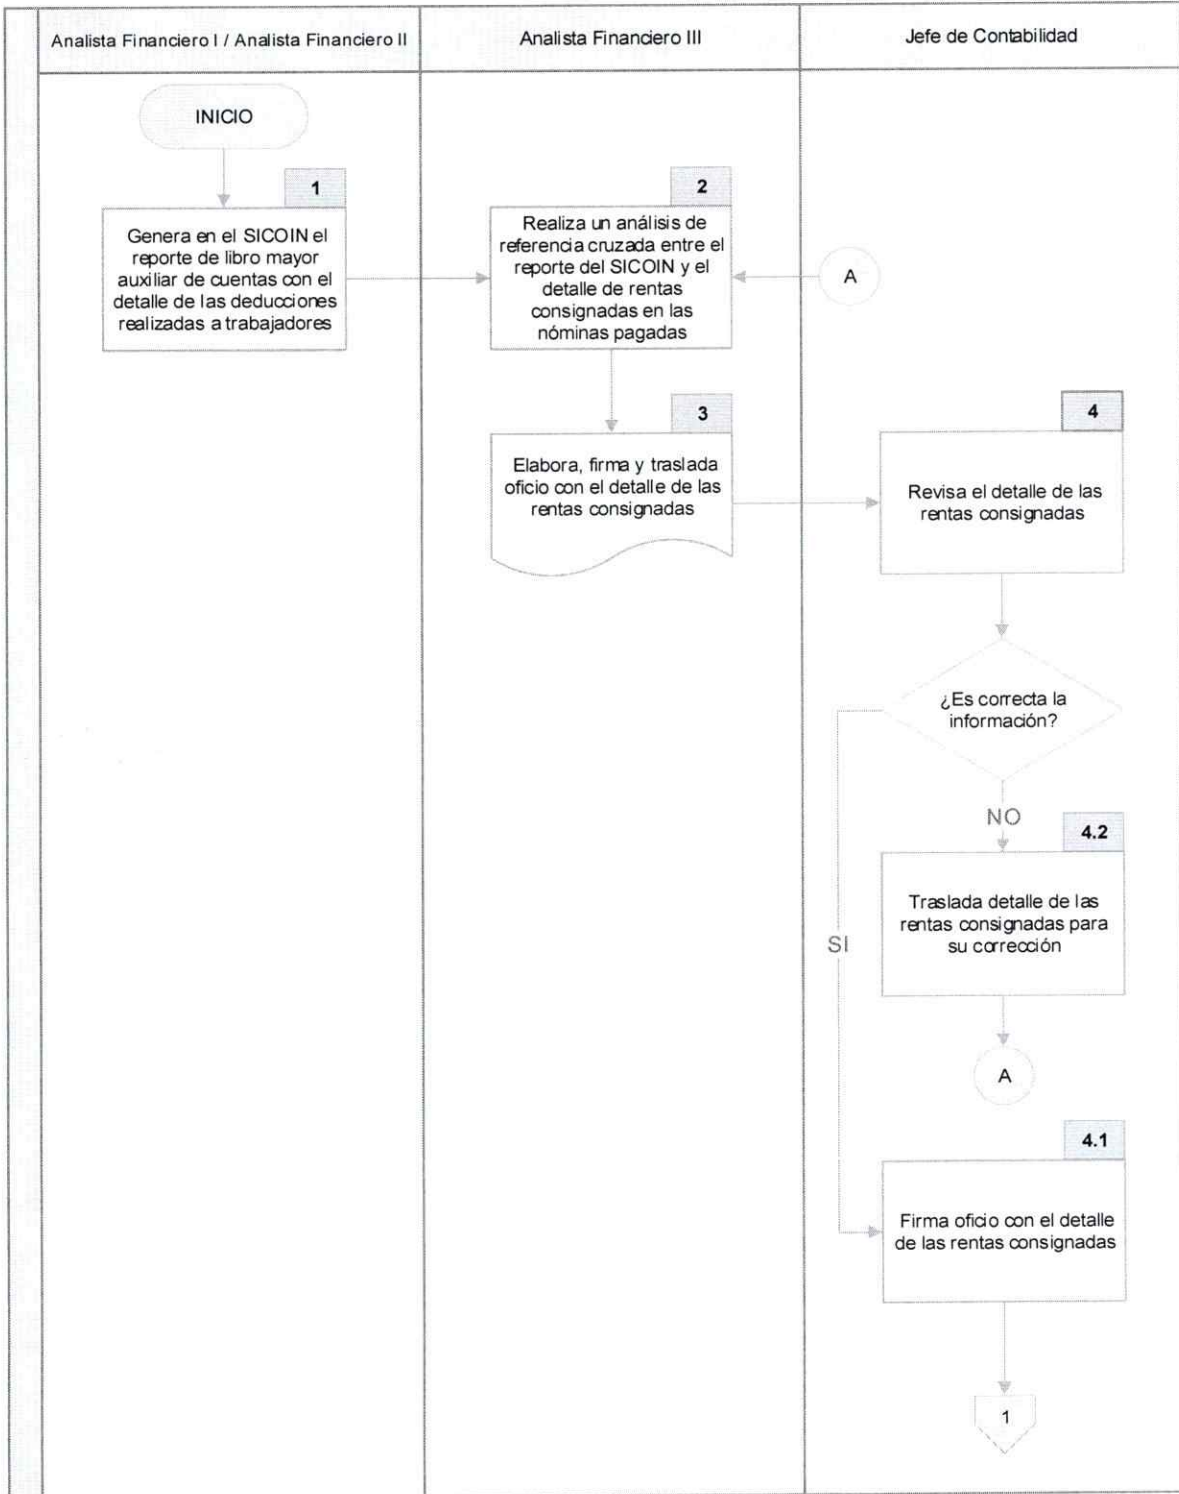 Analista Financiero I / Analista Financiero II
Analista Financiero III
Jefe de Contabilidad
INICIO
1
Genera en el SICOIN el
reporte de libro mayor
auxiliar de cuentas con el
detalle de las deducciones
realizadas a trabajadores
2
Realiza un análisis de
referencia cruzada entre el
reporte del SICOIN y el
detalle de rentas
consignadas en las
nóminas pagadas
A
3
Elabora, firma y traslada
oficio con el detalle de las
rentas consignadas
4
Revisa el detalle de las
rentas consignadas
¿Es correcta la
información?
NO
SI
4.2
Traslada detalle de las
rentas consignadas para
su corrección
A
4.1
Firma oficio con el detalle
de las rentas consignadas
1